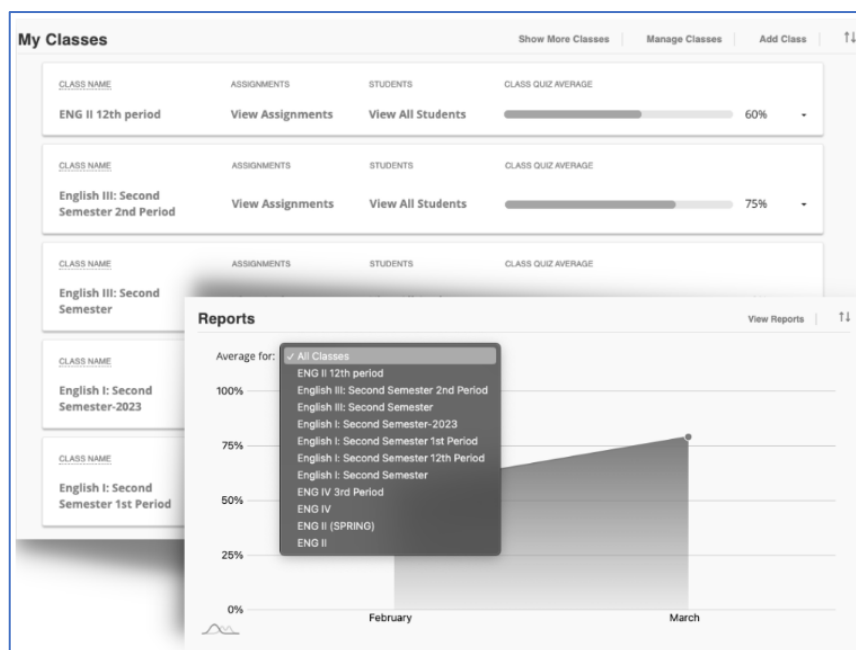 My Classes
Show More Classes
Manage Classes
Add Class
CLASS NAME ASSIGNMENTS STUDENTS CLASS QUIZ AVERAGE
ENG II 12th period View Assignments View All Students 60%
CLASS NAME ASSIGNMENTS STUDENTS CLASS QUIZ AVERAGE
English III: Second
Semester 2nd Period
View Assignments View All Students 75%
CLASS NAME ASSIGNMENTS STUDENTS CLASS QUIZ AVERAGE
English III: Second
Semester
CLASS NAME
English I: Second
Semester-2023
CLASS NAME
English I: Second
Semester 1st Period
Reports
View Reports
Average for:
✓ All Classes
ENG II 12th period
English III: Second Semester 2nd Period
English III: Second Semester
English I: Second Semester-2023
English I: Second Semester 1st Period
English I: Second Semester 12th Period
English I: Second Semester
ENG IV 3rd Period
ENG IV
ENG II (SPRING)
ENG II
100%
75%
50%
25%
0%
February March